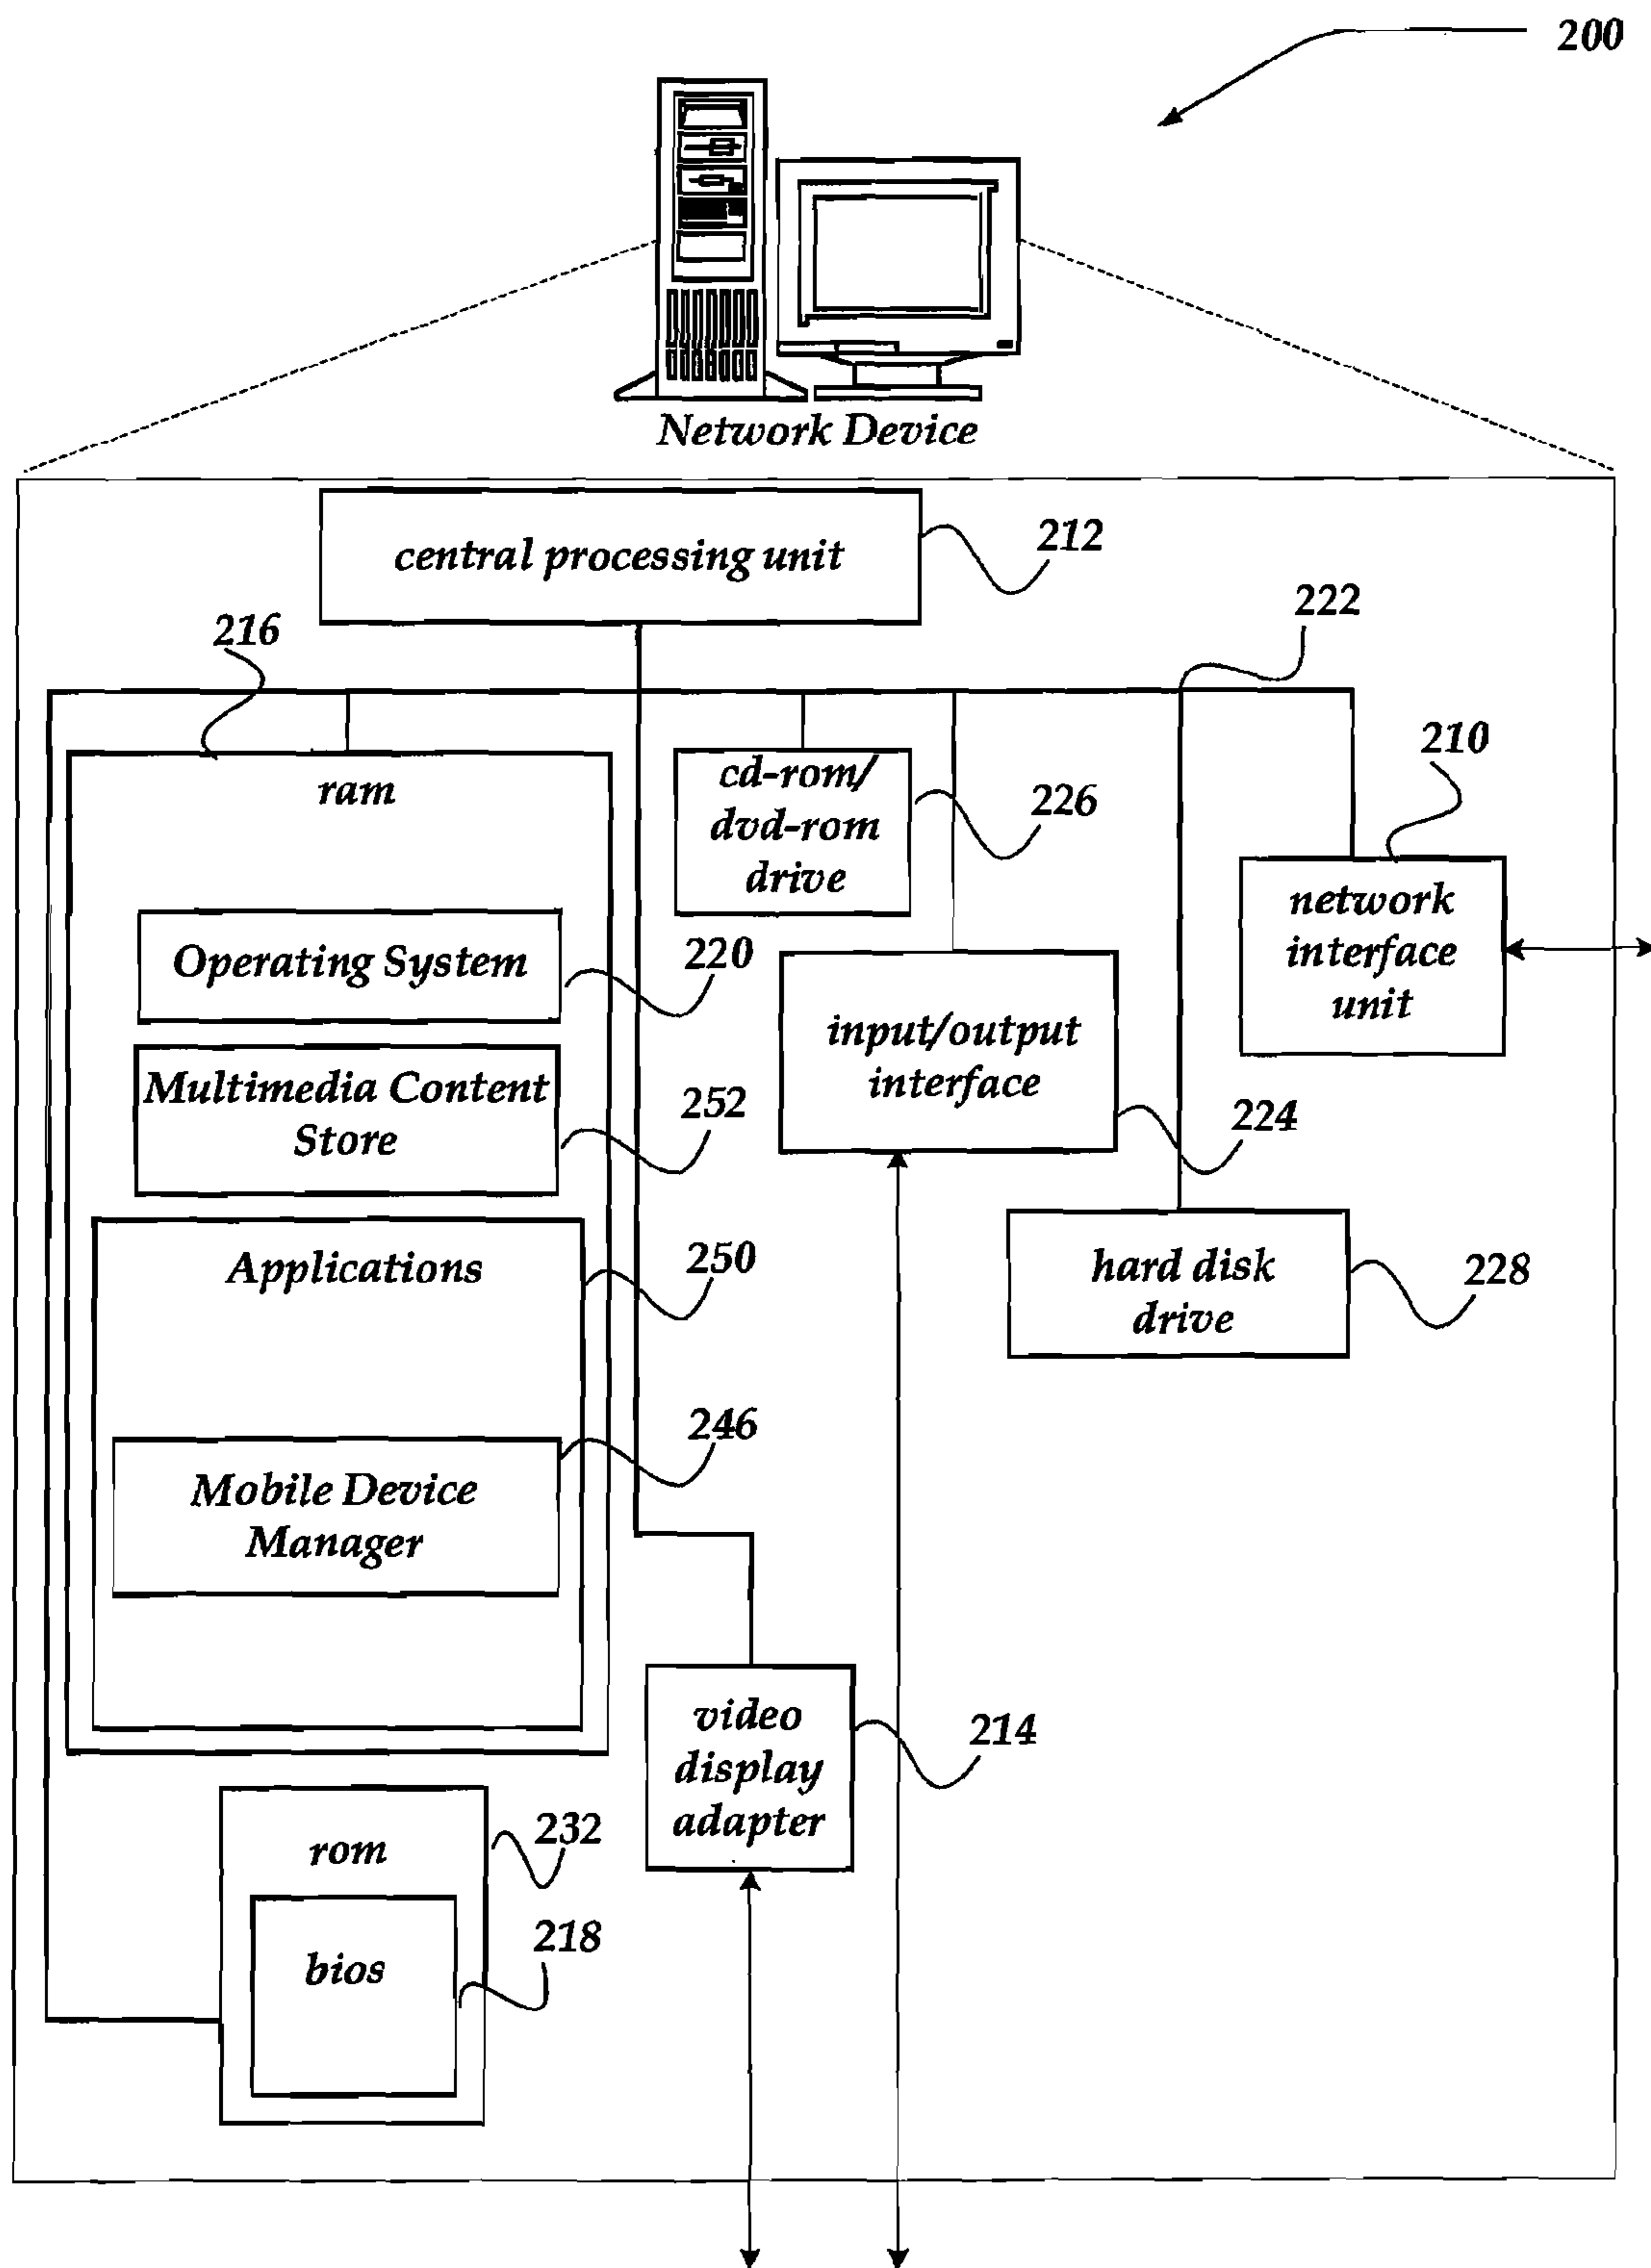 200
Network Device
central processing unit
212
222
216
210
ram
cd-rom/
dvd-rom
drive
226
network
interface
unit
Operating System
220
input/output
interface
224
Multimedia Content
Store
252
Applications
250
hard disk
drive
228
246
Mobile Device
Manager
video
display
adapter
214
rom
232
bios
218